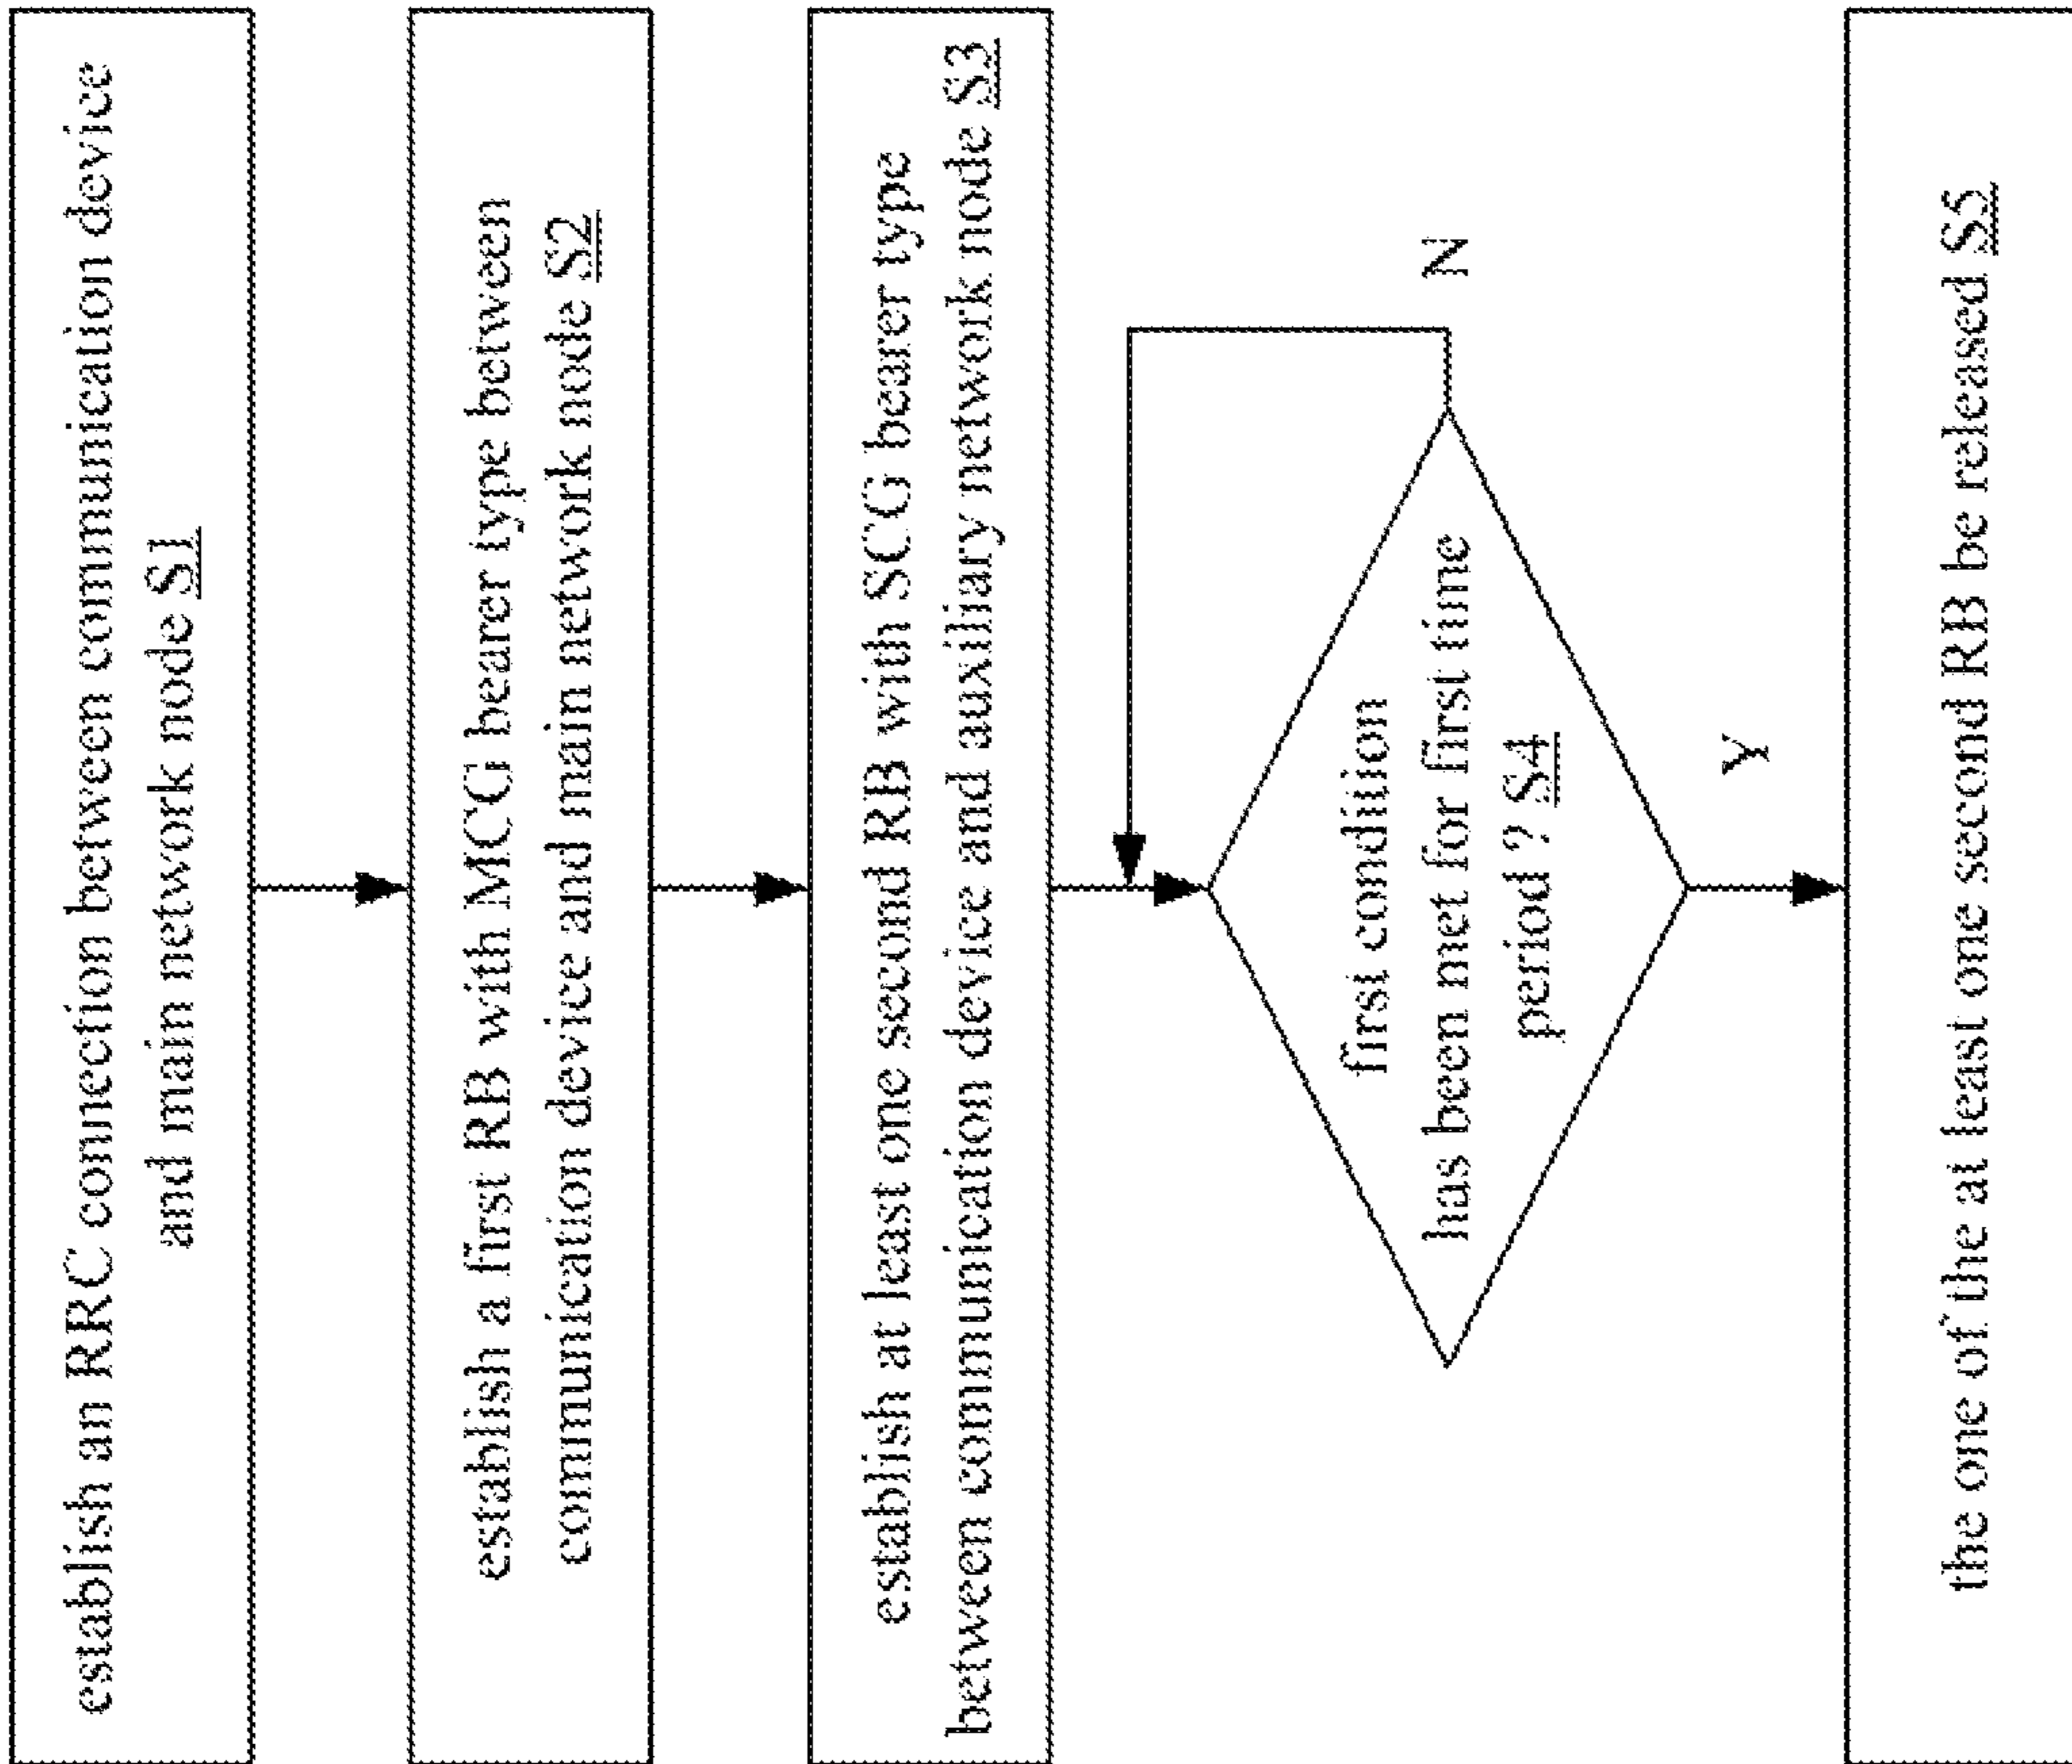 establish an RRC connection between communication device
and main network node S1
establish a first RB with MCG bearer type between
communication device and main network node S2
establish at least one second RB with SCG bearer type
between communication device and auxiliary network node S3
first condition
has been met for first time
period ? S4
N
Y
the one of the at least one second RB be released S5